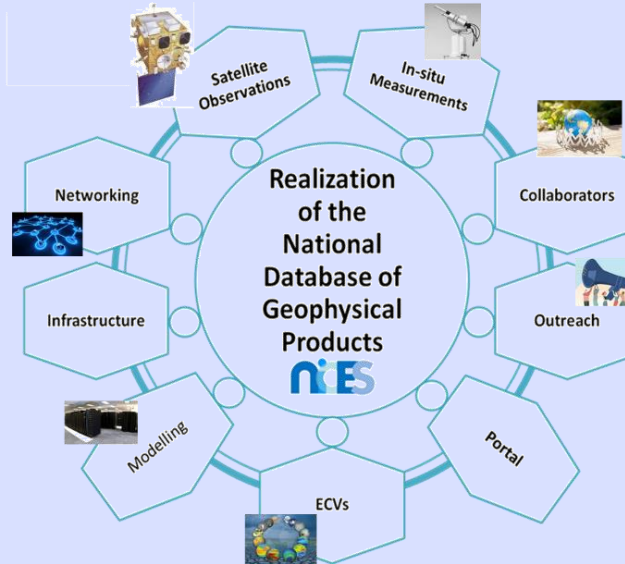 Satellite
Observations
In-situ
Measurements
Networking
Collaborators
Realization
of the
National
Database of
Geophysical
Products
NICES
Infrastructure
Outreach
Modelling
Portal
ECVs